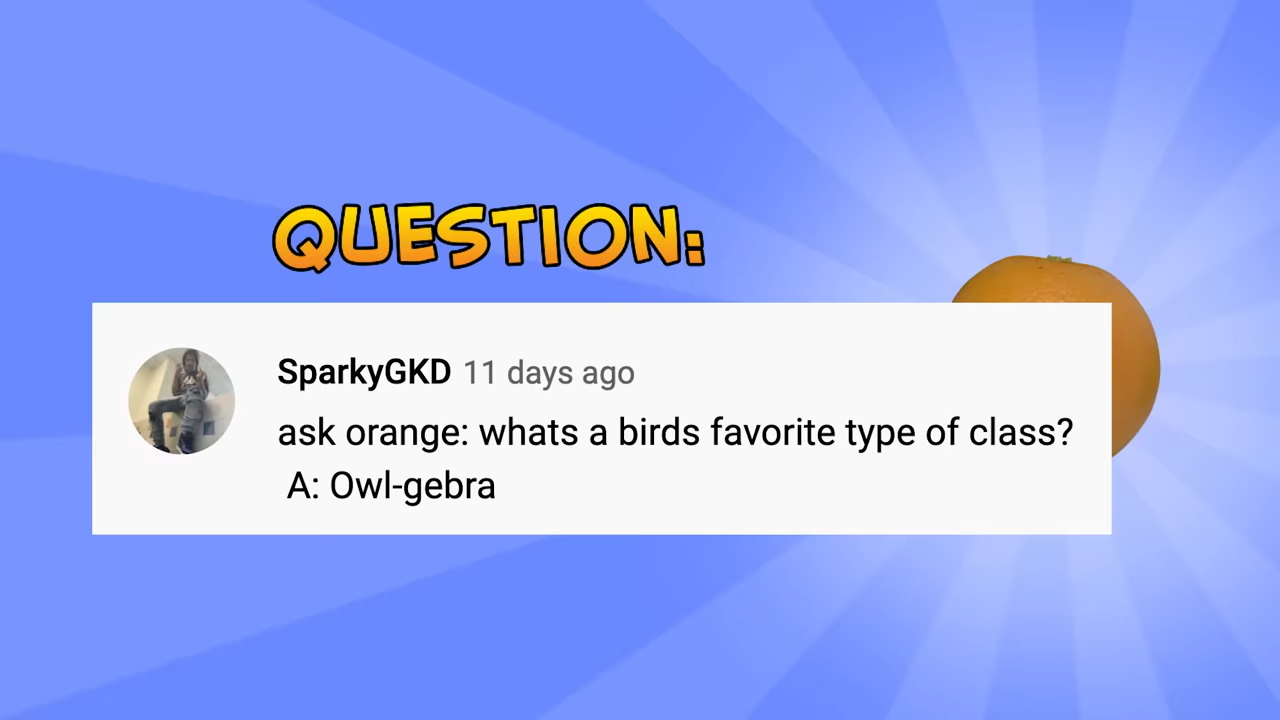 QUESTION:
SparkyGKD 11 days ago
ask orange: whats a birds favorite type of class?
A: Owl-gebra